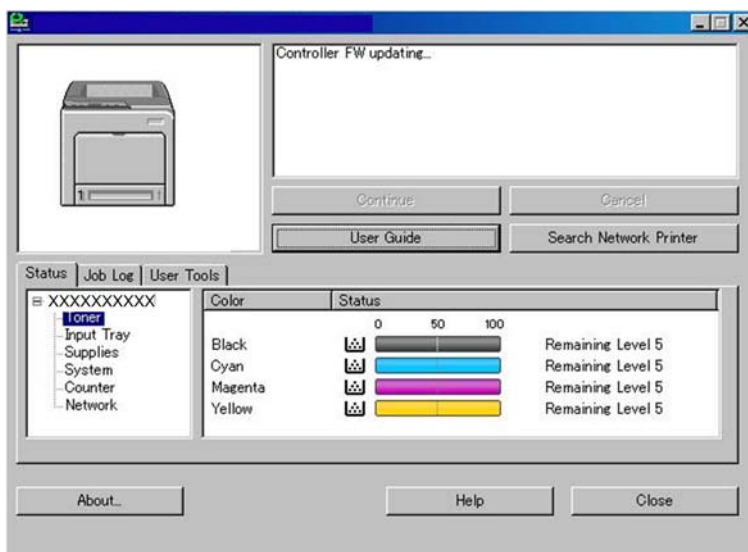 Controller FW updating...
1
Continue
Cancel
User Guide
Search Network Printer
Status
Job Log
User Tools
XXXXXXXXXX
Toner
Input Tray
Supplies
System
Counter
Network
Color
Status
0 50 100
Black Remaining Level 5
Cyan Remaining Level 5
Magenta Remaining Level 5
Yellow Remaining Level 5
About...
Help
Close